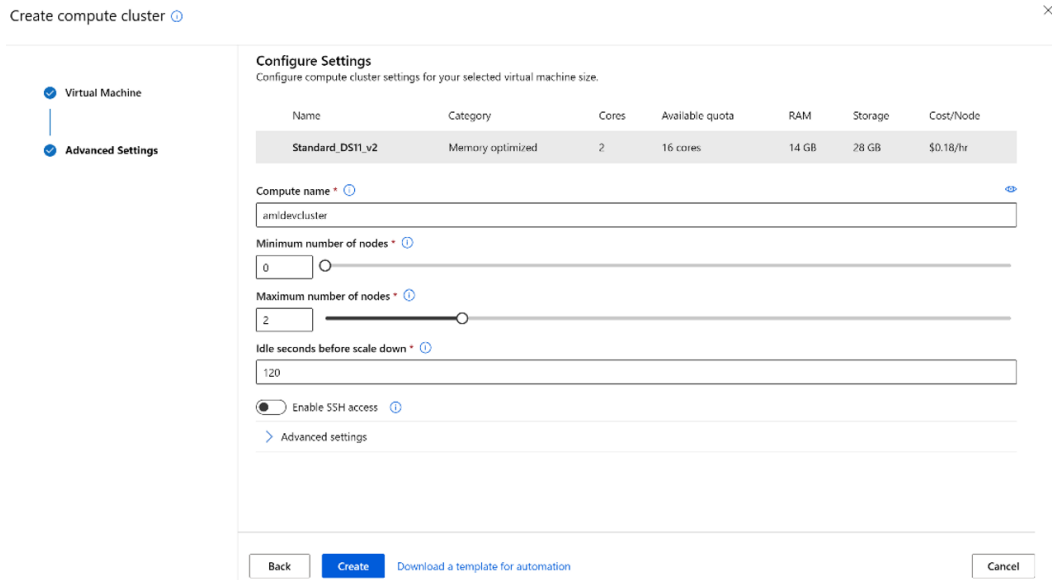 Create compute cluster
Virtual Machine
Advanced Settings
Configure Settings
Configure compute cluster settings for your selected virtual machine size.
Name Category Cores Available quota RAM Storage Cost/Node
Standard_DS11_v2 Memory optimized 2 16 cores 14 GB 28 GB $0.18/hr
Compute name *
amldevcluster
Minimum number of nodes *
0
Maximum number of nodes *
2
Idle seconds before scale down *
120
Enable SSH access
Advanced settings
Back Create Download a template for automation Cancel